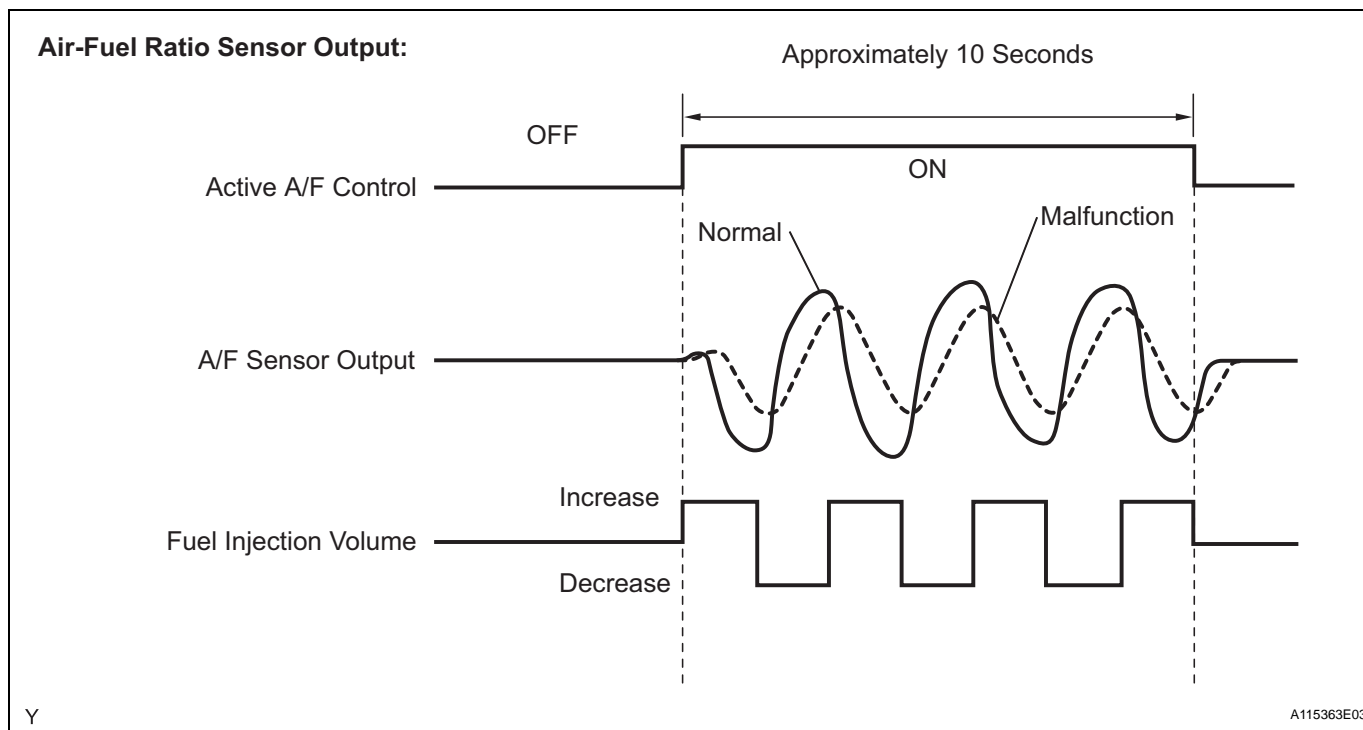 Air-Fuel Ratio Sensor Output:
Approximately 10 Seconds
OFF
ON
Active A/F Control
Normal
Malfunction
A/F Sensor Output
Increase
Fuel Injection Volume
Decrease
Y
A115363E03